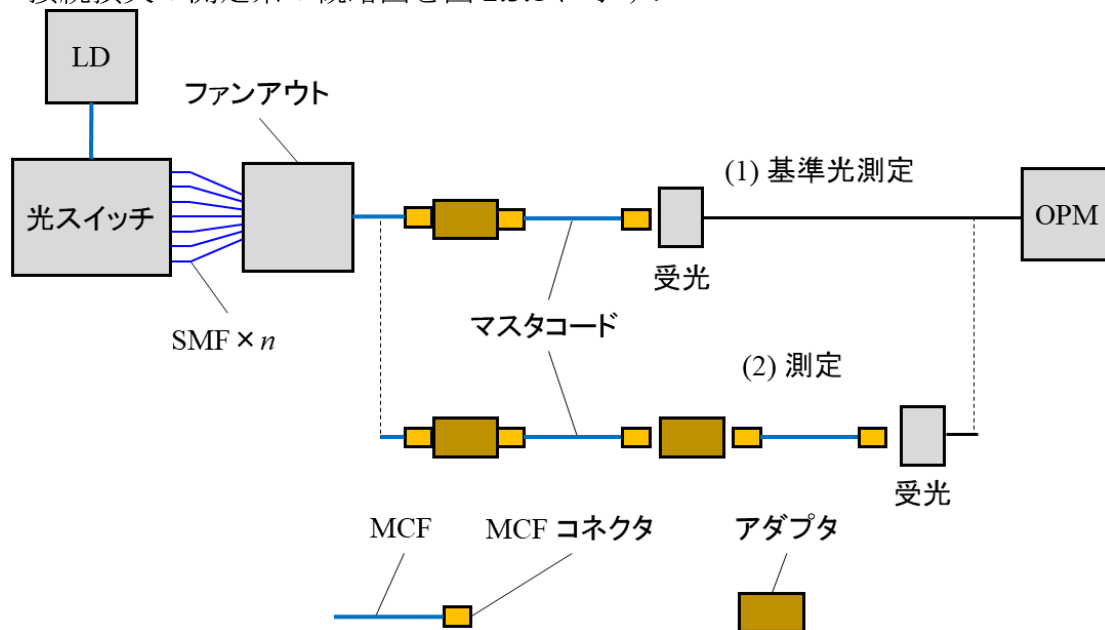 LD
ファンアウト
(1) 基準光測定
光スイッチ
OPM
受光
SMF × n
マスタコード
(2) 測定
受光
MCF
MCF コネクタ
アダプタ